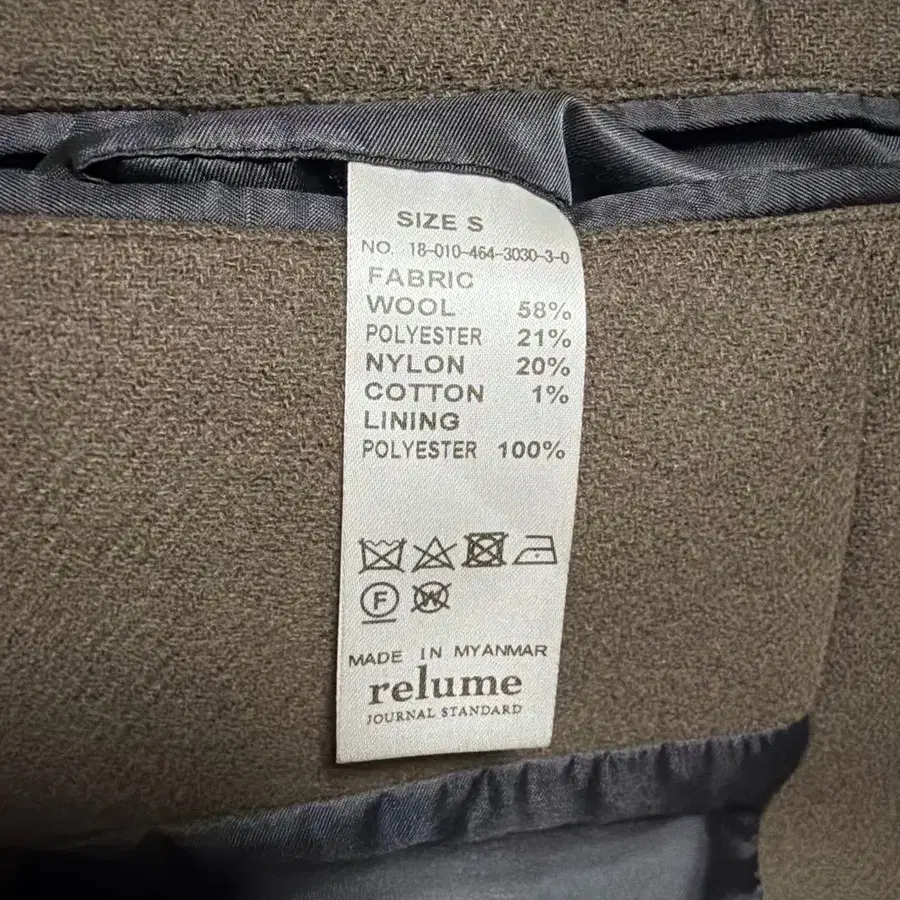 SIZE S
NO. 18-010-464-3030-3-0
FABRIC
WOOL 58%
POLYESTER 21%
NYLON 20%
COTTON 1%
LINING
POLYESTER 100%
F W
MADE IN MYANMAR
relume
JOURNAL STANDARD